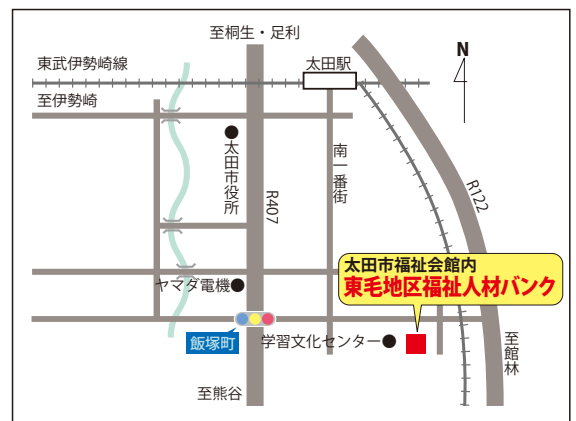 至桐生・足利
東武伊勢崎線
太田駅
N
至伊勢崎
太田市役所
南一番街
R407
R122
太田市福祉会館内
東毛地区福祉人材バンク
ヤマダ電機
飯塚町
学習文化センター
至館林
至熊谷